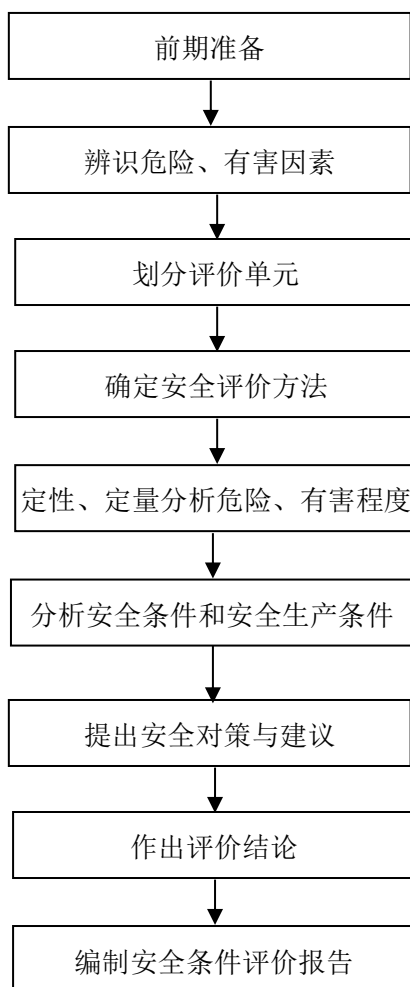 前期准备
辨识危险、有害因素
划分评价单元
确定安全评价方法
定性、定量分析危险、有害程度
分析安全条件和安全生产条件
提出安全对策与建议
作出评价结论
编制安全条件评价报告